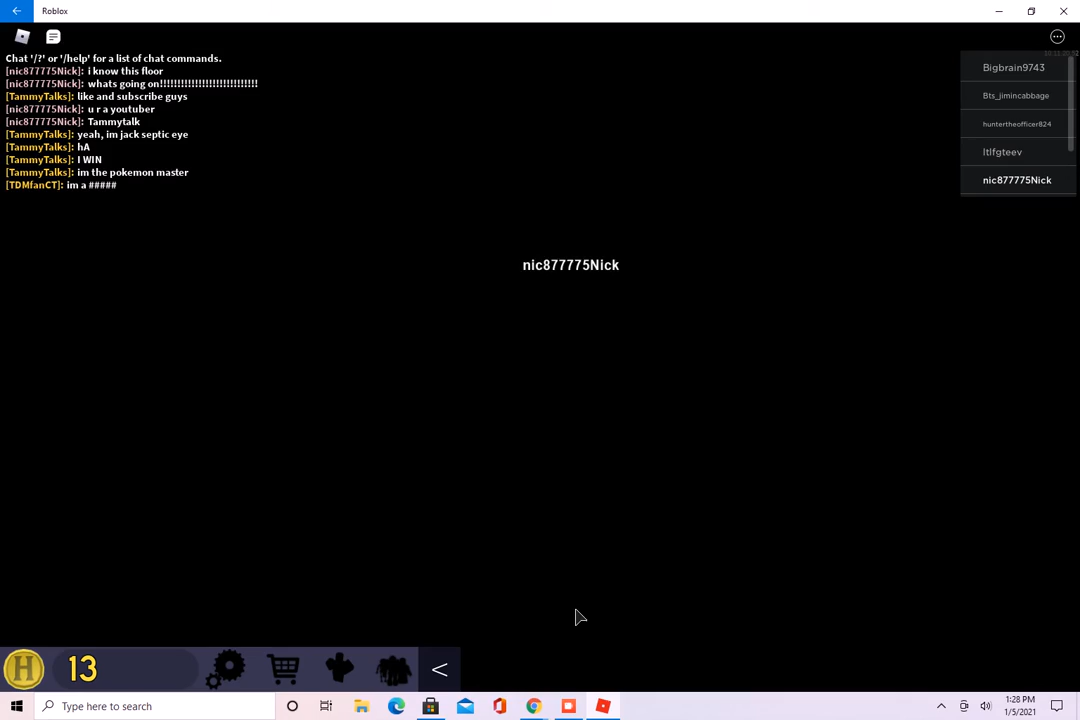 Roblox
Chat '/?' or '/help' for a list of chat commands.
[nic877775Nick]: i know this floor
[nic877775Nick]: whats going on!!!!!!!!!!!!!!!!!!!!!!!!!!!!
[TammyTalks]: like and subscribe guys
[nic877775Nick]: u r a youtuber
[nic877775Nick]: Tammytalk
[TammyTalks]: yeah, im jack septic eye
[TammyTalks]: hA
[TammyTalks]: I WIN
[TammyTalks]: im the pokemon master
[TDMfanCT]: im a #####
Bigbrain9743
Bts_jimincabbage
huntertheofficer824
ltlfgteev
nic877775Nick
nic877775Nick
H 13
<
Type here to search
1:28 PM
1/5/2021